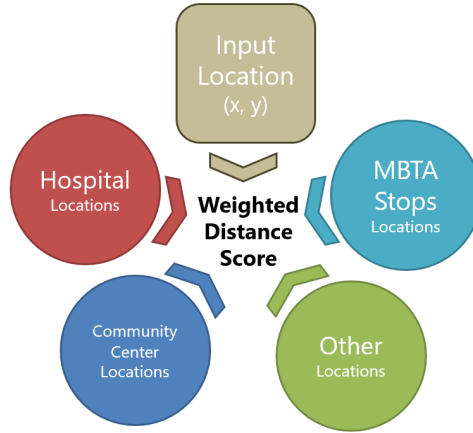 Input
Location
(x, y)
Hospital
Locations
MBTA
Stops
Locations
Weighted
Distance
Score
Community
Center
Locations
Other
Locations